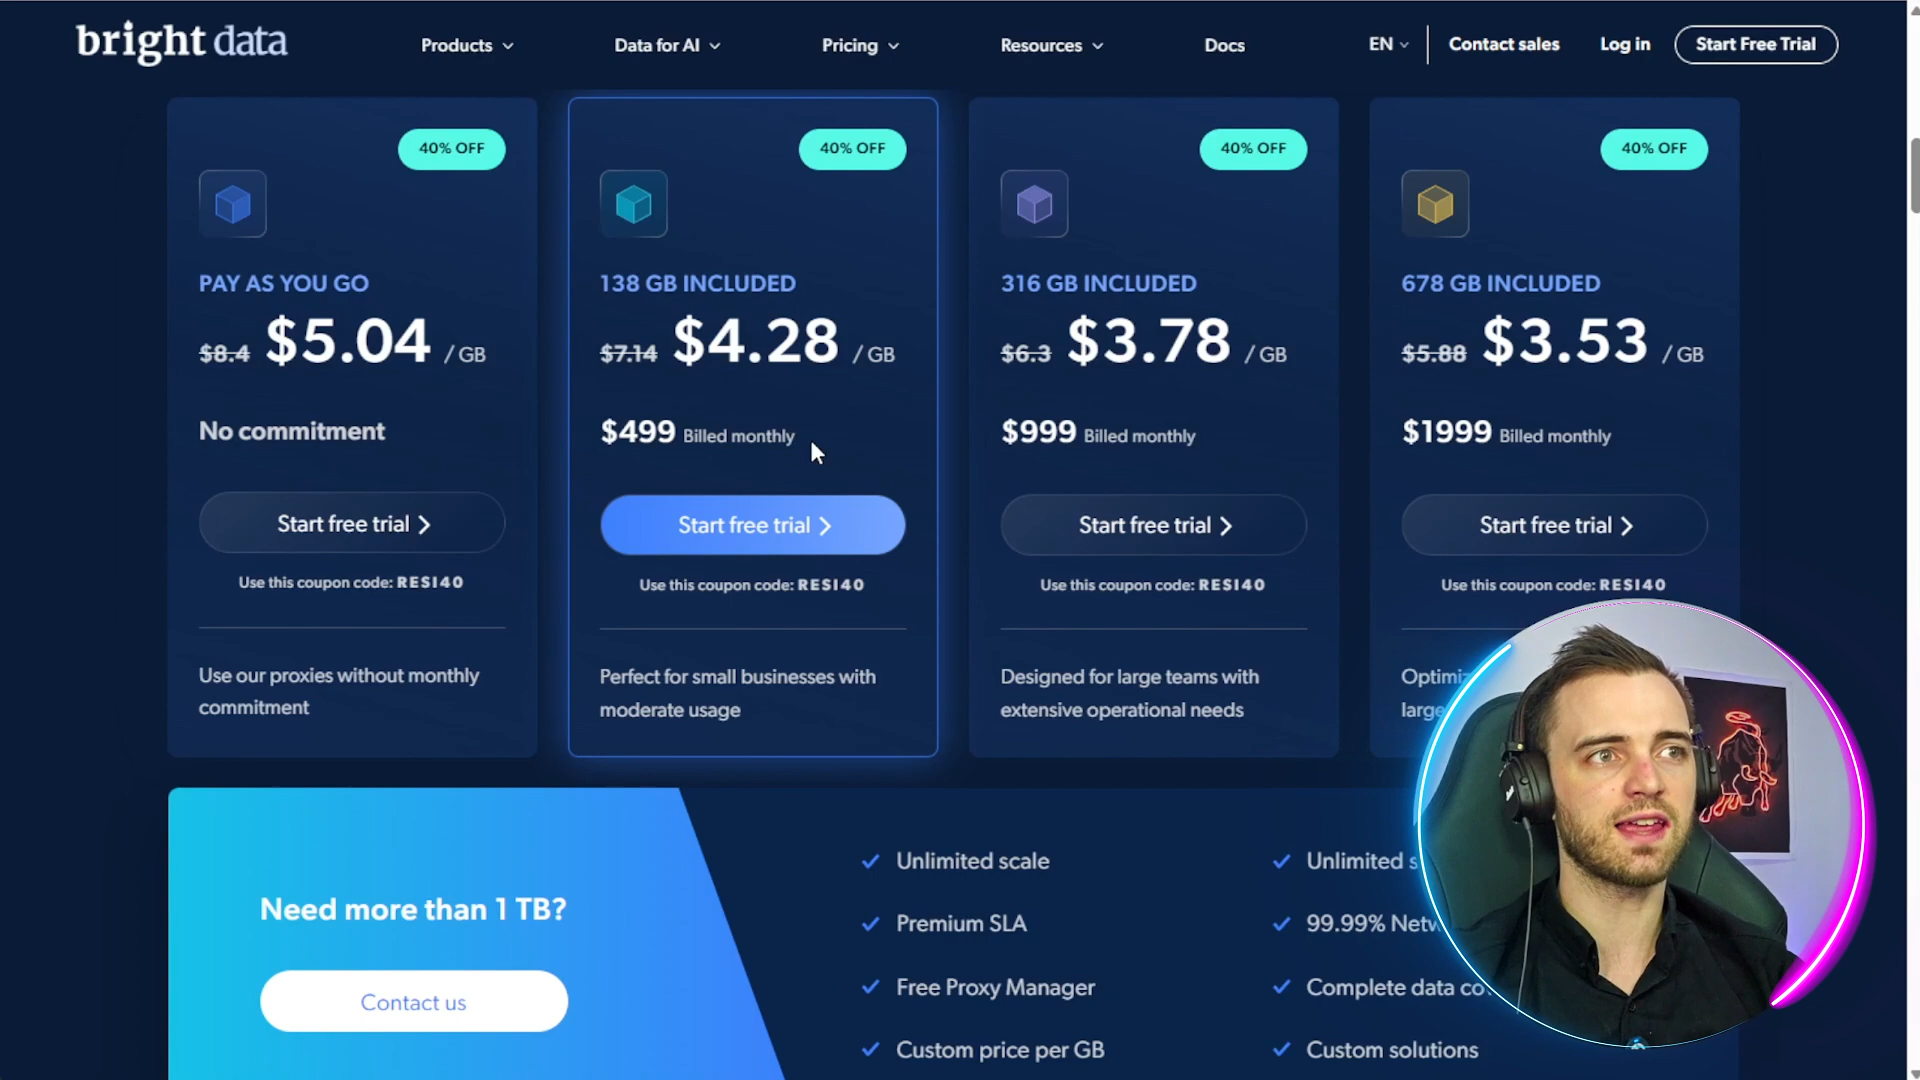 bright data
Products
Data for AI
Pricing
Resources
Docs
EN
Contact sales
Log in
Start Free Trial
40% OFF
PAY AS YOU GO
$8.4 $5.04 / GB
No commitment
Start free trial
Use this coupon code: RESI40
Use our proxies without monthly
commitment
40% OFF
138 GB INCLUDED
$7.14 $4.28 / GB
$499 Billed monthly
Start free trial
Use this coupon code: RESI40
Perfect for small businesses with
moderate usage
40% OFF
316 GB INCLUDED
$6.3 $3.78 / GB
$999 Billed monthly
Start free trial
Use this coupon code: RESI40
Designed for large teams with
extensive operational needs
40% OFF
678 GB INCLUDED
$5.88 $3.53 / GB
$1999 Billed monthly
Start free trial
Use this coupon code: RESI40
Need more than 1 TB?
Contact us
Unlimited scale
Premium SLA
Free Proxy Manager
Custom price per GB
Unlimited
99.99%
Complete data
Custom solutions